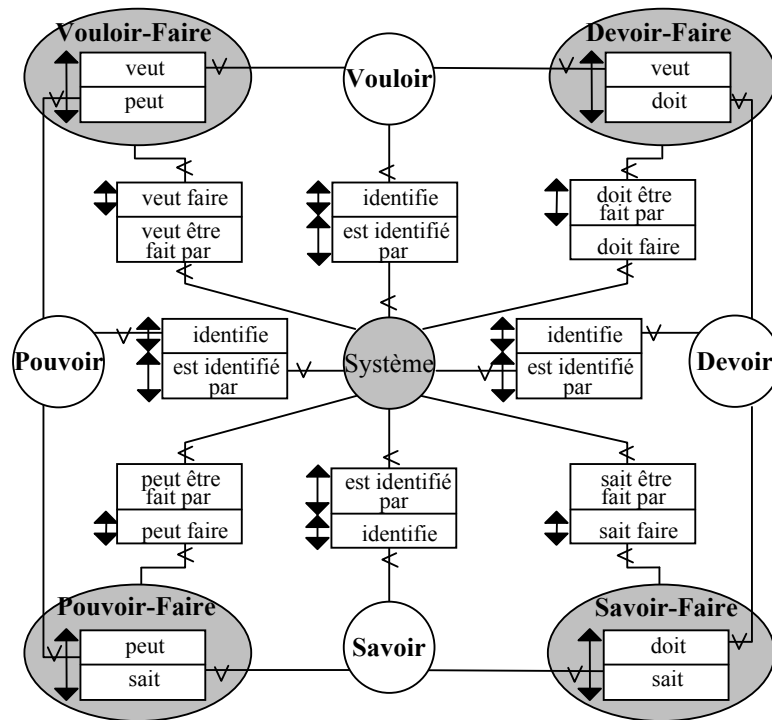 Vouloir-Faire
Devoir-Faire
veut
peut
Vouloir
veut
doit
veut faire
veut être
fait par
identifie
est identifié
par
doit être
fait par
doit faire
Pouvoir
identifie
est identifié
par
Système
identifie
est identifié
par
Devoir
peut être
fait par
peut faire
est identifié
par
identifie
sait être
fait par
sait faire
Pouvoir-Faire
Savoir-Faire
peut
sait
Savoir
doit
sait